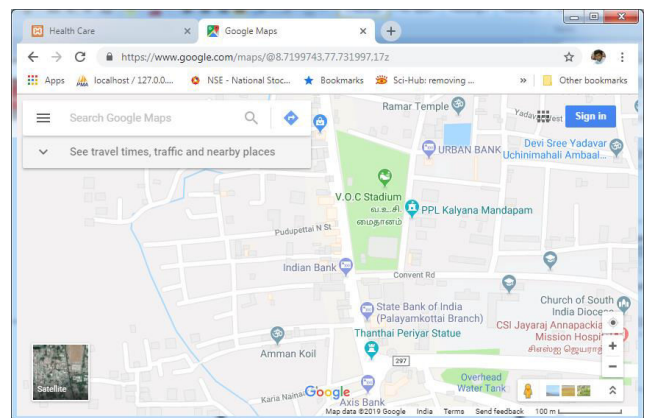 Health Care
Google Maps
https://www.google.com/maps/@8.7199743,77.731997,17z
Apps
localhost / 127.0.0....
NSE - National Stoc...
Bookmarks
Sci-Hub: removing ...
Other bookmarks
Search Google Maps
See travel times, traffic and nearby places
Sign in
Ramar Temple
URBAN BANK
Devi Sree Yadavar
Uchinimahali Ambaal...
V.O.C Stadium
வ.உ.சி.
மைதானம்
PPL Kalyana Mandapam
Pudupettai N St
Indian Bank
Convent Rd
State Bank of India
(Palayamkottai Branch)
Thanthai Periyar Statue
Church of South
India Dioces
CSI Jayaraj Annapackia
Mission Hospit
Amman Koil
297
Overhead
Water Tank
Satellite
Karia Naina
Google
Axis Bank
Map data ©2019 Google
India
Terms
Send feedback
100 m